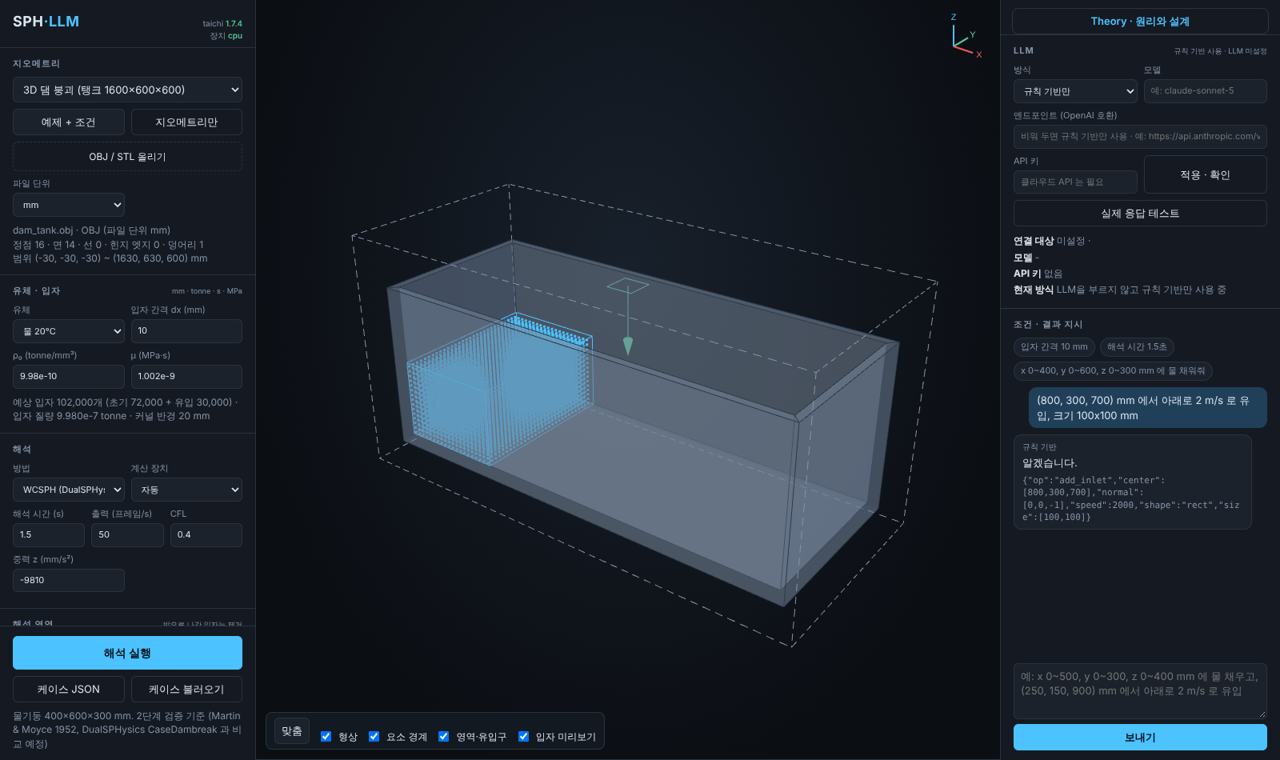 SPH·LLM
taichi 1.7.4
장치 cpu
지오메트리
3D 댐 붕괴 (탱크 1600×600×600)
예제 + 조건
지오메트리만
OBJ / STL 올리기
파일 단위
mm
dam_tank.obj · OBJ (파일 단위 mm)
정점 16 · 면 14 · 선 0 · 힌지 엣지 0 · 덩어리 1
범위 (-30, -30, -30) ~ (1630, 630, 600) mm
유체 · 입자
mm · tonne · s · MPa
유체
입자 간격 dx (mm)
물 20°C
10
ρ₀ (tonne/mm³)
μ (MPa·s)
9.98e-10
1.002e-9
예상 입자 102,000개 (초기 72,000 + 유입 30,000) ·
입자 질량 9.980e-7 tonne · 커널 반경 20 mm
해석
방법
계산 장치
WCSPH (DualSPHys
자동
해석 시간 (s)
출력 (프레임/s)
CFL
1.5
50
0.4
중력 z (mm/s²)
-9810
해석 영역
밖으로 나간 입자는 제거
해석 실행
케이스 JSON
케이스 불러오기
물기둥 400×600×300 mm. 2단계 검증 기준 (Martin
& Moyce 1952, DualSPHysics CaseDambreak 과 비
교 예정)
Z
Y
X
맞춤
형상
요소 경계
영역·유입구
입자 미리보기
Theory · 원리와 설계
LLM
규칙 기반 사용 · LLM 미설정
방식
모델
규칙 기반만
예: claude-sonnet-5
엔드포인트 (OpenAI 호환)
비워 두면 규칙 기반만 사용 · 예: https://api.anthropic.com/v
API 키
클라우드 API 는 필요
적용 · 확인
실제 응답 테스트
연결 대상 미설정 ·
모델 -
API 키 없음
현재 방식 LLM을 부르지 않고 규칙 기반만 사용 중
조건 · 결과 지시
입자 간격 10 mm
해석 시간 1.5초
x 0~400, y 0~600, z 0~300 mm 에 물 채워줘
(800, 300, 700) mm 에서 아래로 2 m/s 로 유
입, 크기 100x100 mm
규칙 기반
알겠습니다.
{"op":"add_inlet","center":
[800,300,700],"normal":
[0,0,-1],"speed":2000,"shape":"rect","siz
e":[100,100]}
예: x 0~500, y 0~300, z 0~400 mm 에 물 채우고,
(250, 150, 900) mm 에서 아래로 2 m/s 로 유입
보내기